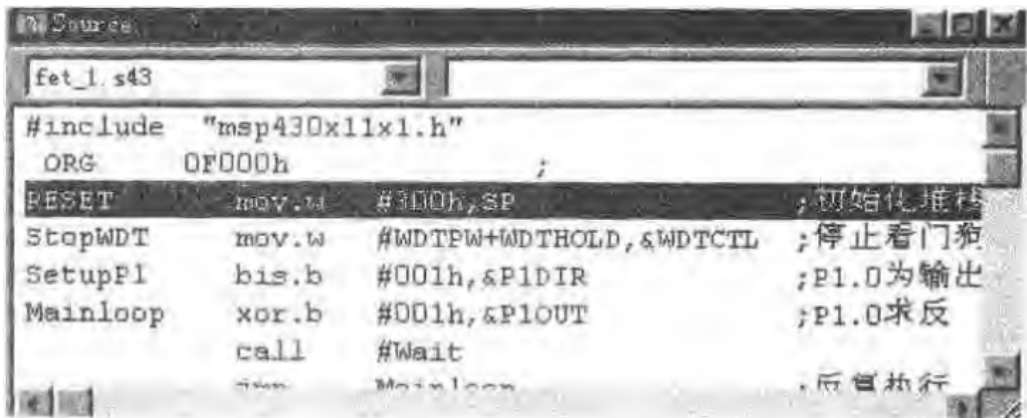 Source
fet_1.s43
#include "msp430x11x1.h"
ORG 0F000h ;
RESET mov.w #300h,SP ;初始化堆栈
StopWDT mov.w #WDTPW+WDTHOLD,&WDTCTL ;停止看门狗
SetupP1 bis.b #001h,&P1DIR ;P1.0为输出
Mainloop xor.b #001h,&P1OUT ;P1.0求反
call #Wait
jmp Mainloop